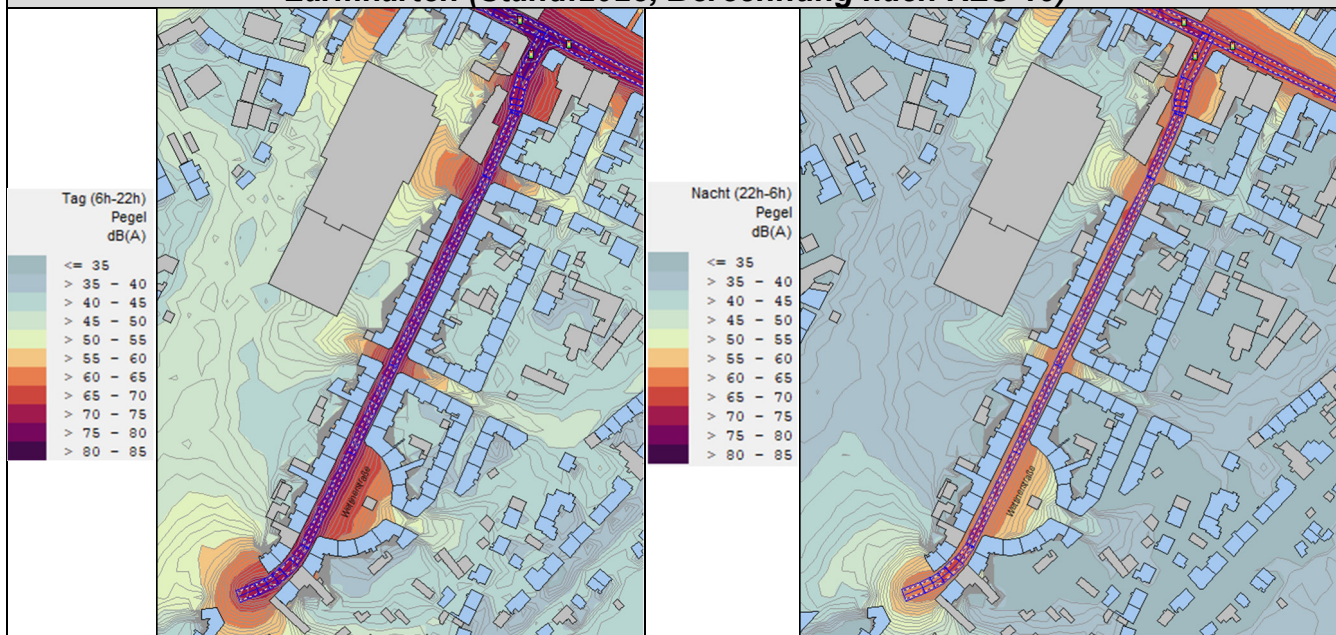 Berechnung nach
Tag (6h-22h)
Pegel
dB(A)
<= 35
> 35 - 40
> 40 - 45
> 45 - 50
> 50 - 55
> 55 - 60
> 60 - 65
> 65 - 70
> 70 - 75
> 75 - 80
> 80 - 85
Nacht (22h-6h)
Pegel
dB(A)
<= 35
> 35 - 40
> 40 - 45
> 45 - 50
> 50 - 55
> 55 - 60
> 60 - 65
> 65 - 70
> 70 - 75
> 75 - 80
> 80 - 85